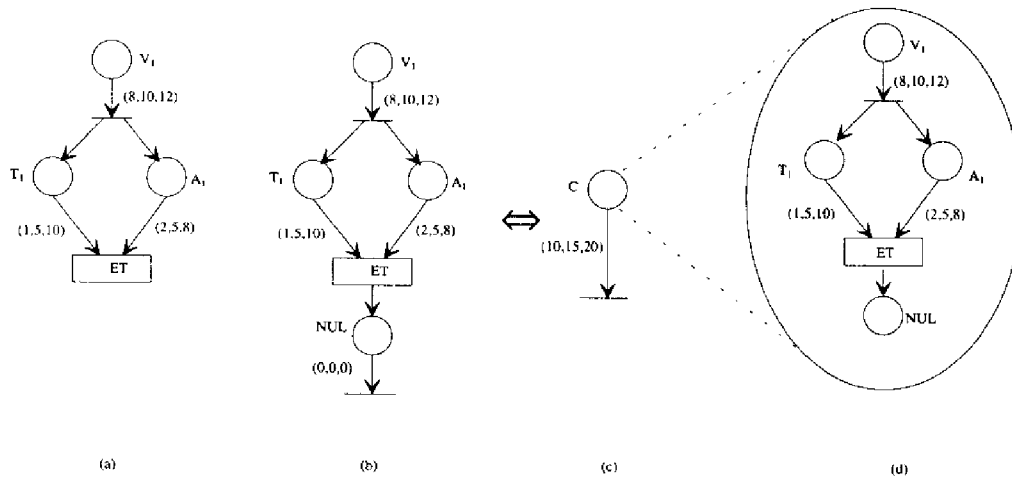 V1
(8,10,12)
T1
A1
(1,5,10)
(2,5,8)
ET
(a)
V1
(8,10,12)
T1
A1
(1,5,10)
(2,5,8)
ET
NUL
(0,0,0)
(b)
C
(10,15,20)
(c)
V1
(8,10,12)
T1
A1
(1,5,10)
(2,5,8)
ET
NUL
(d)